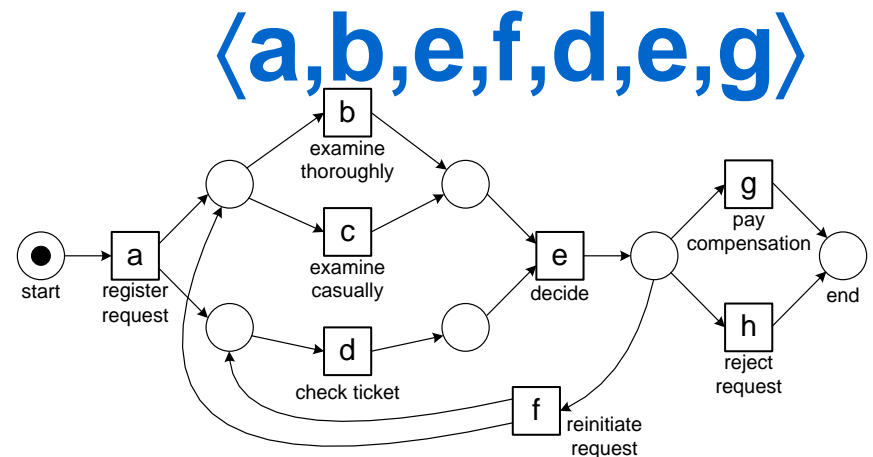 ⟨a,b,e,f,d,e,g⟩
b
examine
thoroughly
g
pay
compensation
c
examine
casually
a
register
request
e
decide
start
end
h
reject
request
d
check ticket
f
reinitiate
request